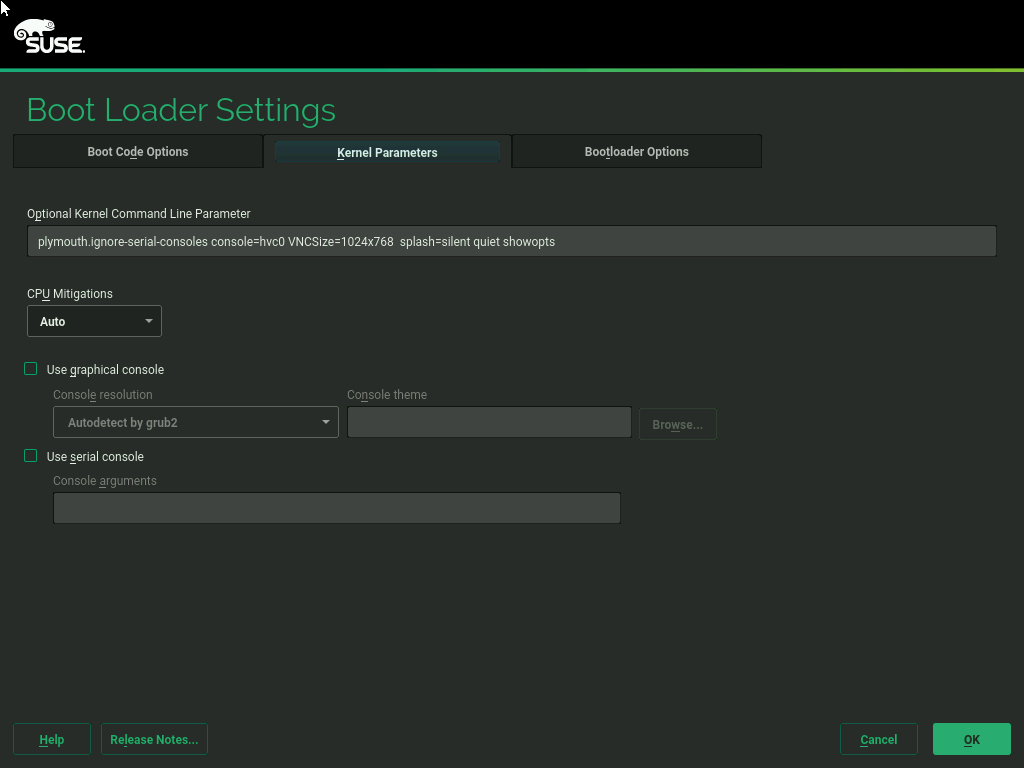 SUSE.
Boot Loader Settings
Boot Code Options
Kernel Parameters
Bootloader Options
Optional Kernel Command Line Parameter
plymouth.ignore-serial-consoles console=hvc0 VNCSize=1024x768  splash=silent quiet showopts
CPU Mitigations
Auto
Use graphical console
Console resolution
Console theme
Autodetect by grub2
Browse...
Use serial console
Console arguments
Help
Release Notes...
Cancel
OK